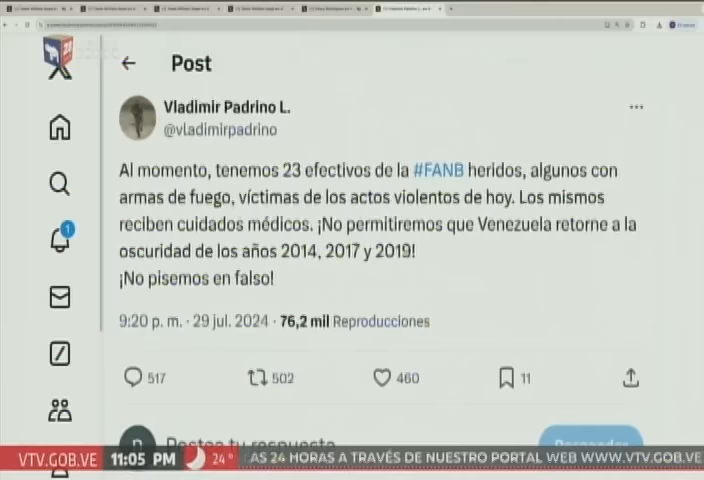 Post
Vladimir Padrino L.
@vladimirpadrino
Al momento, tenemos 23 efectivos de la #FANB heridos, algunos con
armas de fuego, víctimas de los actos violentos de hoy. Los mismos
reciben cuidados médicos. ¡No permitiremos que Venezuela retorne a la
oscuridad de los años 2014, 2017 y 2019!
¡No pisemos en falso!
9:20 p. m. · 29 jul. 2024 · 76,2 mil Reproducciones
517 502 460 11
1
Postea tu respuesta
Responder
VTV.GOB.VE 11:05 PM 24° AS 24 HORAS A TRAVÉS DE NUESTRO PORTAL WEB WWW.VTV.GOB.VE